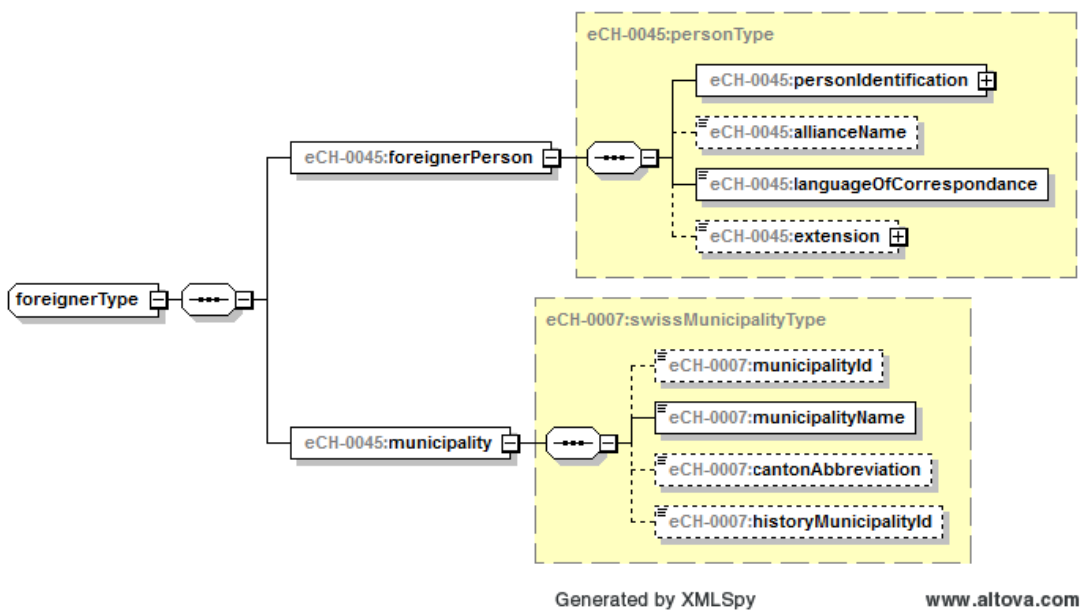 eCH-0045:personType
eCH-0045:personIdentification
eCH-0045:allianceName
eCH-0045:foreignerPerson
eCH-0045:languageOfCorrespondance
eCH-0045:extension
foreignerType
eCH-0007:swissMunicipalityType
eCH-0007:municipalityId
eCH-0007:municipalityName
eCH-0045:municipality
eCH-0007:cantonAbbreviation
eCH-0007:historyMunicipalityId
Generated by XMLSpy www.altova.com